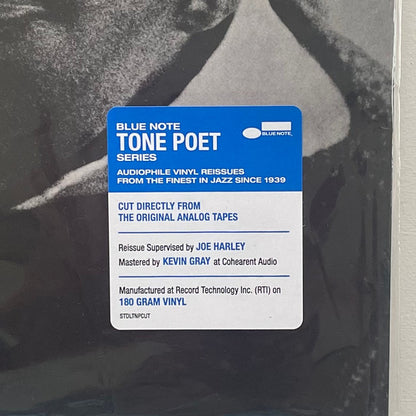 BLUE NOTE
TONE POET
SERIES
BLUE NOTE
AUDIOPHILE VINYL REISSUES
FROM THE FINEST IN JAZZ SINCE 1939
CUT DIRECTLY FROM
THE ORIGINAL ANALOG TAPES
Reissue Supervised by JOE HARLEY
Mastered by KEVIN GRAY at Cohearent Audio
Manufactured at Record Technology Inc. (RTI) on
180 GRAM VINYL
STDLTNPCUT